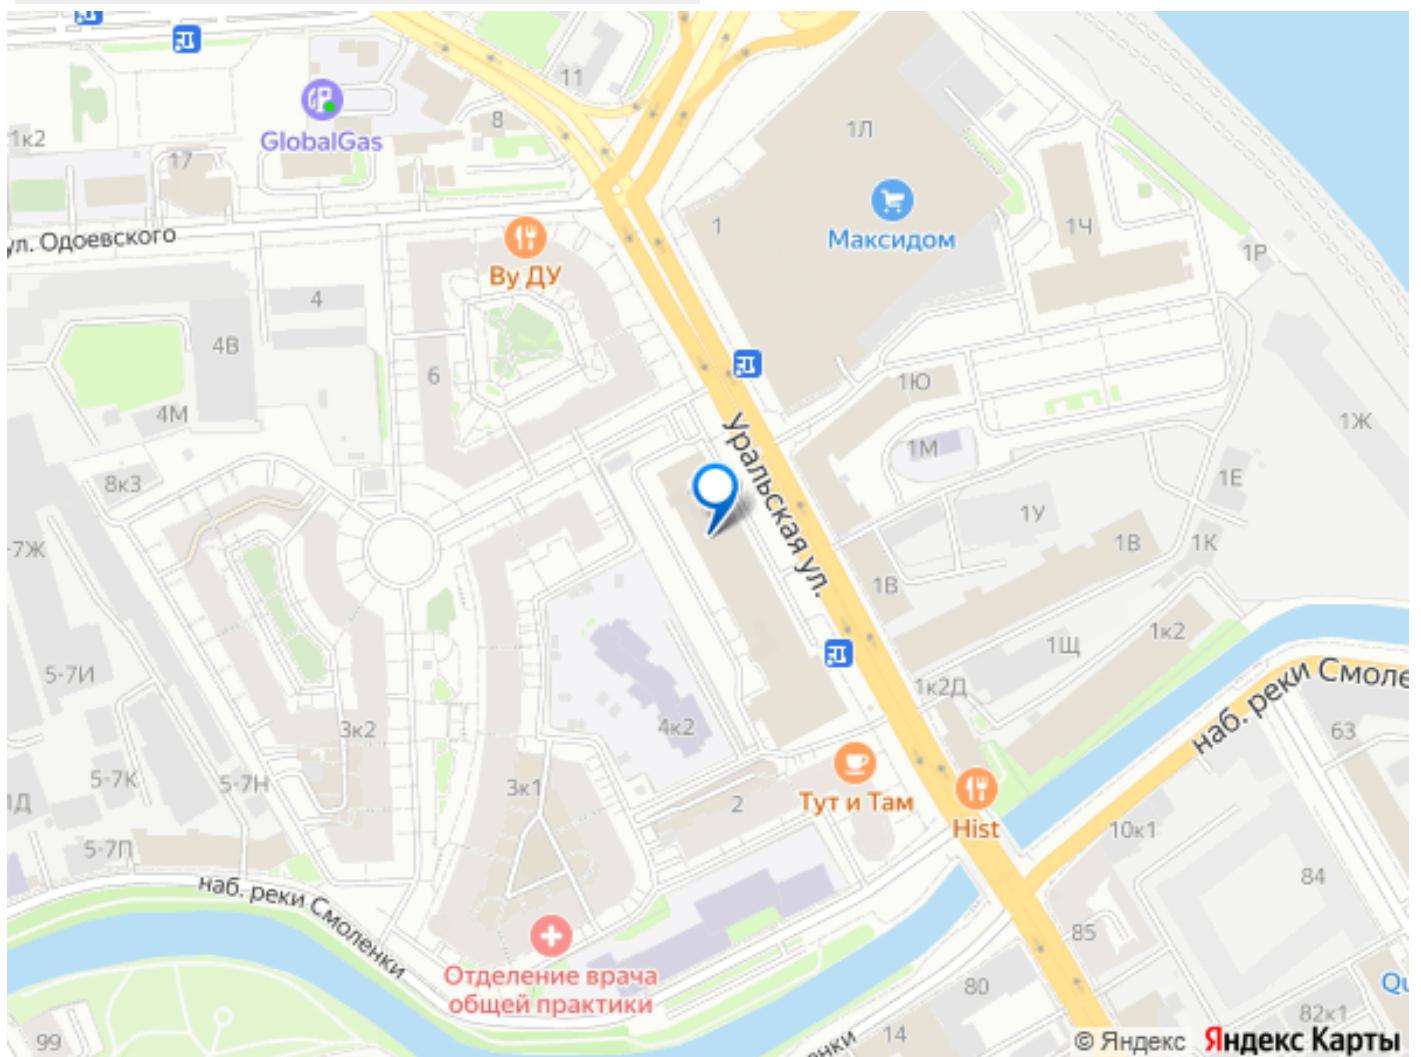 11
GlobalGas
8
1к2
17
1Л
ул. Одоевского
Ву ДУ
1
Максидом
1Ч
1Р
4
4В
6
1Ю
4М
1Ж
Уральская ул.
1М
8к3
1Е
1У
-7Ж
1В
1К
1В
1к2
1Щ
5-7И
1к2Д
наб. реки Смоле
3к2
4к2
63
5-7К
5-7Н
3к1
1Д
2
Тут и Там
Hist
10к1
5-7П
наб. реки Смоленки
84
85
Отделение врача
общей практики
80
Qu
82к1
99
14
нки
© Яндекс Яндекс Карты